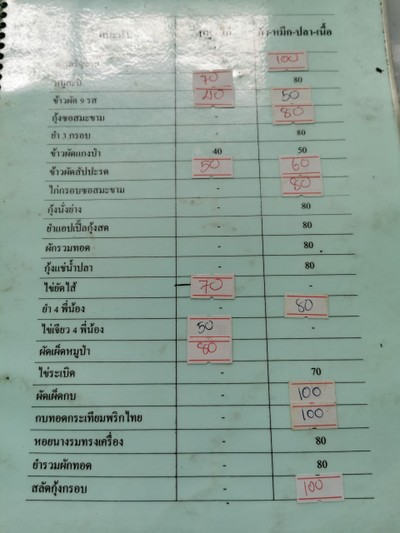 กุ้ง-หมึก-ปลา-เนื้อ
100
70 80
ข้าวผัด 9 รส 40 50
กุ้งซอสมะขาม 80
ยำ 3 กรอบ - 80
ข้าวผัดแกงป่า 40 50
ข้าวผัดสัปปะรด 50 60
ไก่กรอบซอสมะขาม - 80
กุ้งนึ่งย่าง - 80
ยำแอปเปิ้ลกุ้งสด - 80
ผักรวมทอด - 80
กุ้งแช่น้ำปลา - 80
ไข่ยัดไส้ 70 -
ยำ 4 พี่น้อง - 80
ไข่เจียว 4 พี่น้อง 50 -
ผัดเผ็ดหมูป่า 80
ไข่ระเบิด - 70
ผัดเผ็ดกบ - 100
กบทอดกระเทียมพริกไทย - 100
หอยนางรมทรงเครื่อง - 80
ยำรวมผักทอด - 80
สลัดกุ้งกรอบ - 100